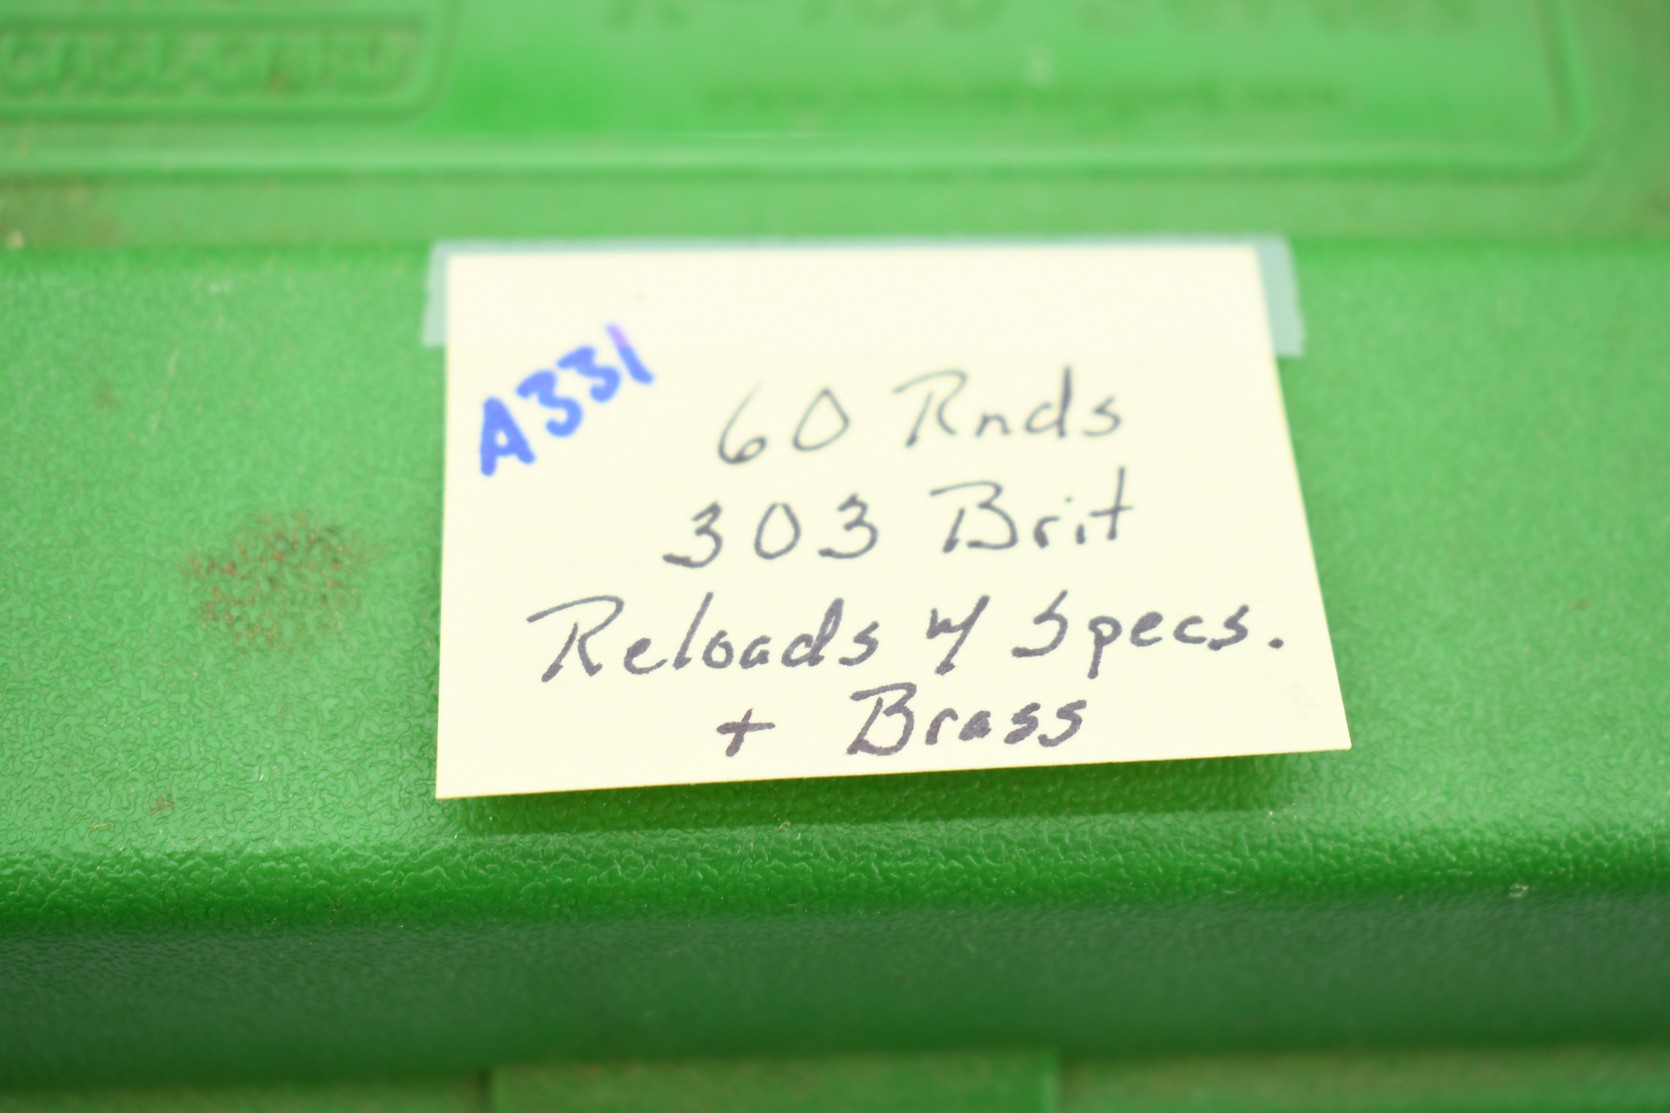 A331
60 Rnds
303 Brit
Reloads w/ Specs.
+ Brass